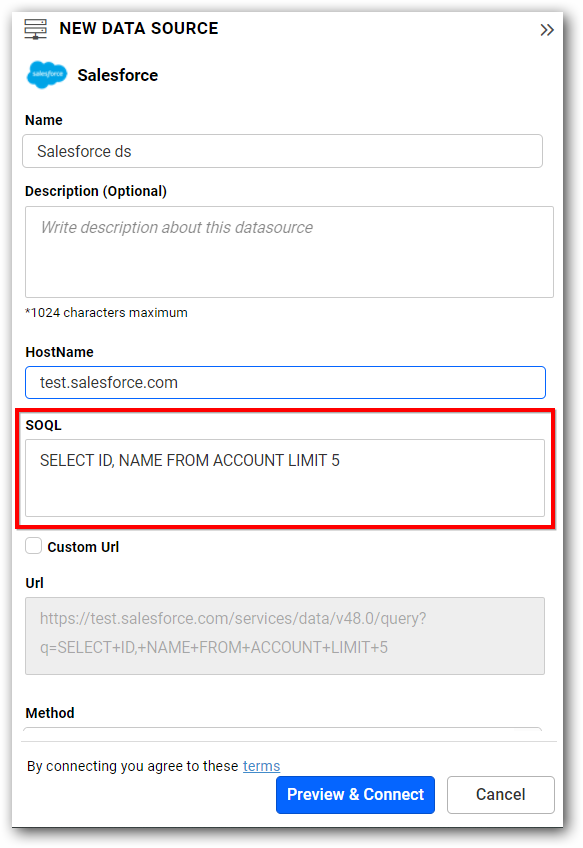 NEW DATA SOURCE
salesforce
Salesforce
Name
Salesforce ds
Description (Optional)
Write description about this datasource
*1024 characters maximum
HostName
test.salesforce.com
SOQL
SELECT ID, NAME FROM ACCOUNT LIMIT 5
Custom Url
Url
https://test.salesforce.com/services/data/v48.0/query?
q=SELECT+ID,+NAME+FROM+ACCOUNT+LIMIT+5
Method
By connecting you agree to these terms
Preview & Connect
Cancel